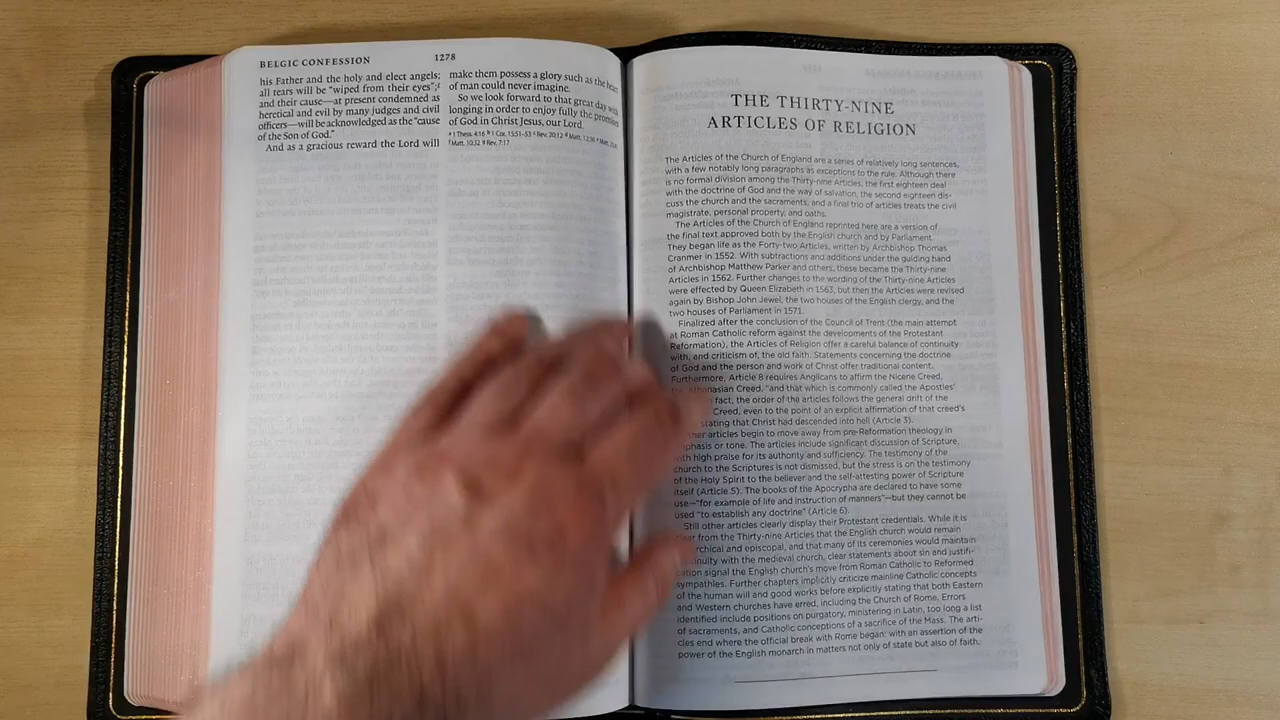 BELGIC CONFESSION
1278
his Father and the holy and elect angels;
all tears will be "wiped from their eyes";g
and their cause—at present condemned as
heretical and evil by many judges and civil
officers—will be acknowledged as the "cause
of the Son of God."
And as a gracious reward the Lord will
make them possess a glory such as the heart
of man could never imagine.
So we look forward to that great day with
longing in order to enjoy fully the promises
of God in Christ Jesus, our Lord.
1 Thess. 4:16 1 Cor. 15:51–53 Rev. 20:12 Matt. 12:36 Matt.
Matt. 10:32 Rev. 7:17
THE THIRTY-NINE
ARTICLES OF RELIGION
The Articles of the Church of England are a series of relatively long sentences,
with a few notably long paragraphs as exceptions to the rule. Although there
is no formal division among the Thirty-nine Articles, the first eighteen deal
with the doctrine of God and the way of salvation, the second eighteen dis-
cuss the church and the sacraments, and a final trio of articles treats the civil
magistrate, personal property, and oaths.
The Articles of the Church of England reprinted here are a version of
the final text approved both by the English church and by Parliament.
They began life as the Forty-two Articles, written by Archbishop Thomas
Cranmer in 1552. With subtractions and additions under the guiding hand
of Archbishop Matthew Parker and others, these became the Thirty-nine
Articles in 1562. Further changes to the wording of the Thirty-nine Articles
were effected by Queen Elizabeth in 1563, but then the Articles were revised
again by Bishop John Jewel, the two houses of the English clergy, and the
two houses of Parliament in 1571.
Finalized after the conclusion of the Council of Trent (the main attempt
at Roman Catholic reform against the developments of the Protestant
Reformation), the Articles of Religion offer a careful balance of continuity
with, and criticism of, the old faith. Statements concerning the doctrine
of God and the person and work of Christ offer traditional content.
Furthermore, Article 8 requires Anglicans to affirm the Nicene Creed,
the Athanasian Creed, "and that which is commonly called the Apostles'
fact, the order of the articles follows the general drift of the
Creed, even to the point of an explicit affirmation of that creed's
stating that Christ had descended into hell (Article 3).
articles begin to move away from pre-Reformation theology in
emphasis or tone. The articles include significant discussion of Scripture,
with high praise for its authority and sufficiency. The testimony of the
church to the Scriptures is not dismissed, but the stress is on the testimony
of the Holy Spirit to the believer and the self-attesting power of Scripture
itself (Article 5). The books of the Apocrypha are declared to have some
use—"for example of life and instruction of manners"—but they cannot be
used "to establish any doctrine" (Article 6).
Still other articles clearly display their Protestant credentials. While it is
clear from the Thirty-nine Articles that the English church would remain
and episcopal, and that many of its ceremonies would maintain
with the medieval church, clear statements about sin and justifi-
cation signal the English church's move from Roman Catholic to Reformed
sympathies. Further chapters implicitly criticize mainline Catholic concepts
of the human will and good works before explicitly stating that both Eastern
and Western churches have erred, including the Church of Rome. Errors
identified include positions on purgatory, ministering in Latin, too long a list
of sacraments, and Catholic conceptions of a sacrifice of the Mass. The arti-
cles end where the official break with Rome began: with an assertion of the
power of the English monarch in matters not only of state but also of faith.